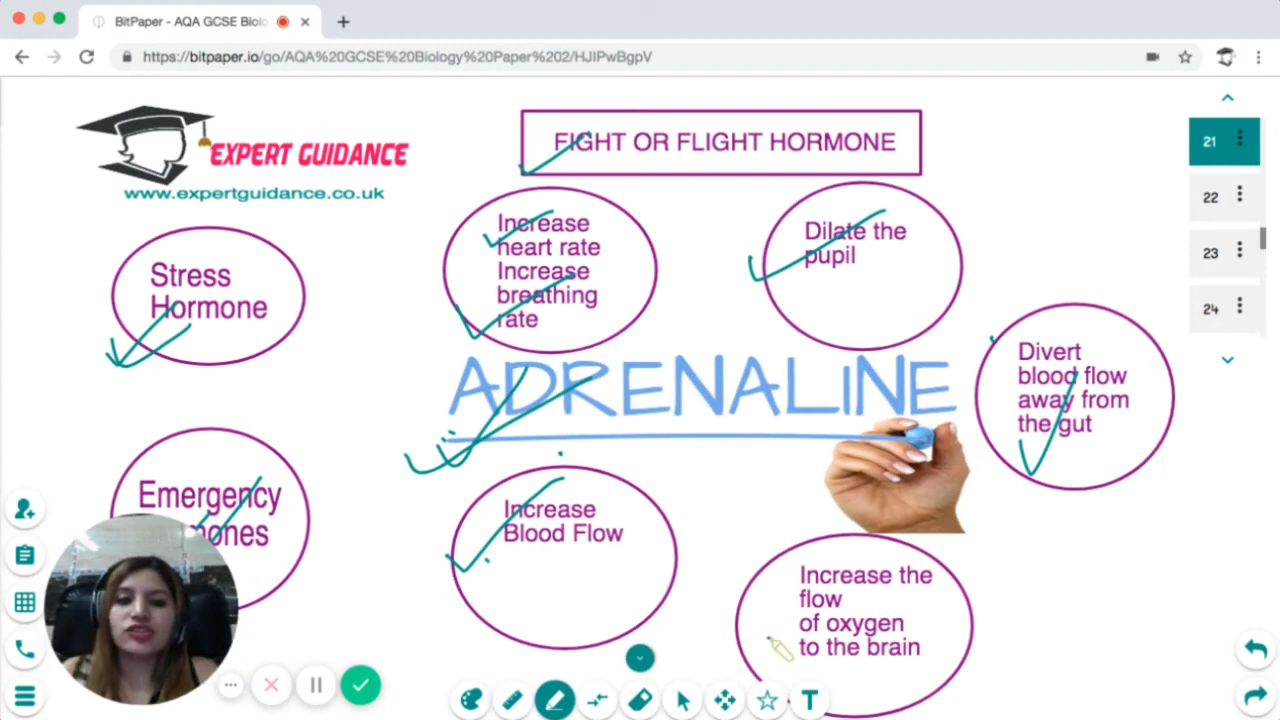 BitPaper - AQA GCSE Biolo
https://bitpaper.io/go/AQA%20GCSE%20Biology%20Paper%202/HJIPwBgpV
EXPERT GUIDANCE
www.expertguidance.co.uk
FIGHT OR FLIGHT HORMONE
21
22
23
24
Stress
Hormone
Increase
heart rate
Increase
breathing
rate
Dilate the
pupil
Divert
blood flow
away from
the gut
ADRENALINE
Emergency
Increase
Blood Flow
Increase the
flow
of oxygen
to the brain
T